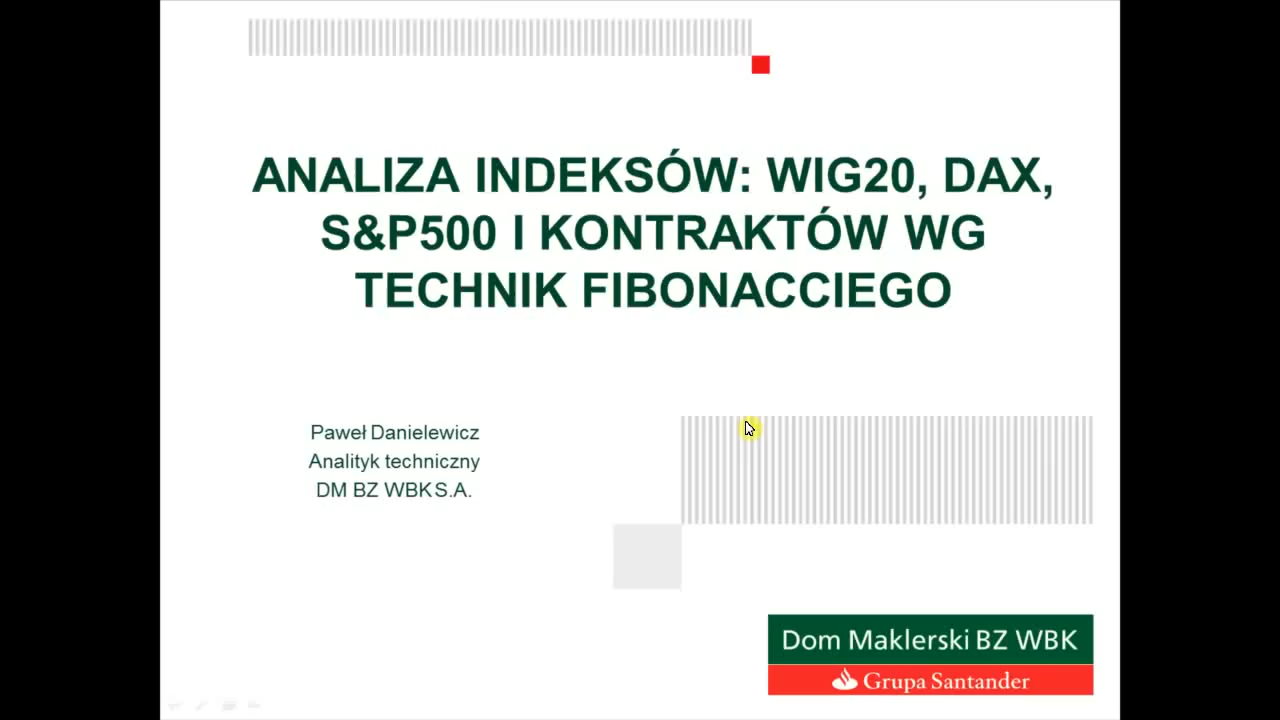 ANALIZA INDEKSÓW: WIG20, DAX,
S&P500 I KONTRAKTÓW WG
TECHNIK FIBONACCIEGO
Paweł Danielewicz
Analityk techniczny
DM BZ WBK S.A.
Dom Maklerski BZ WBK
Grupa Santander